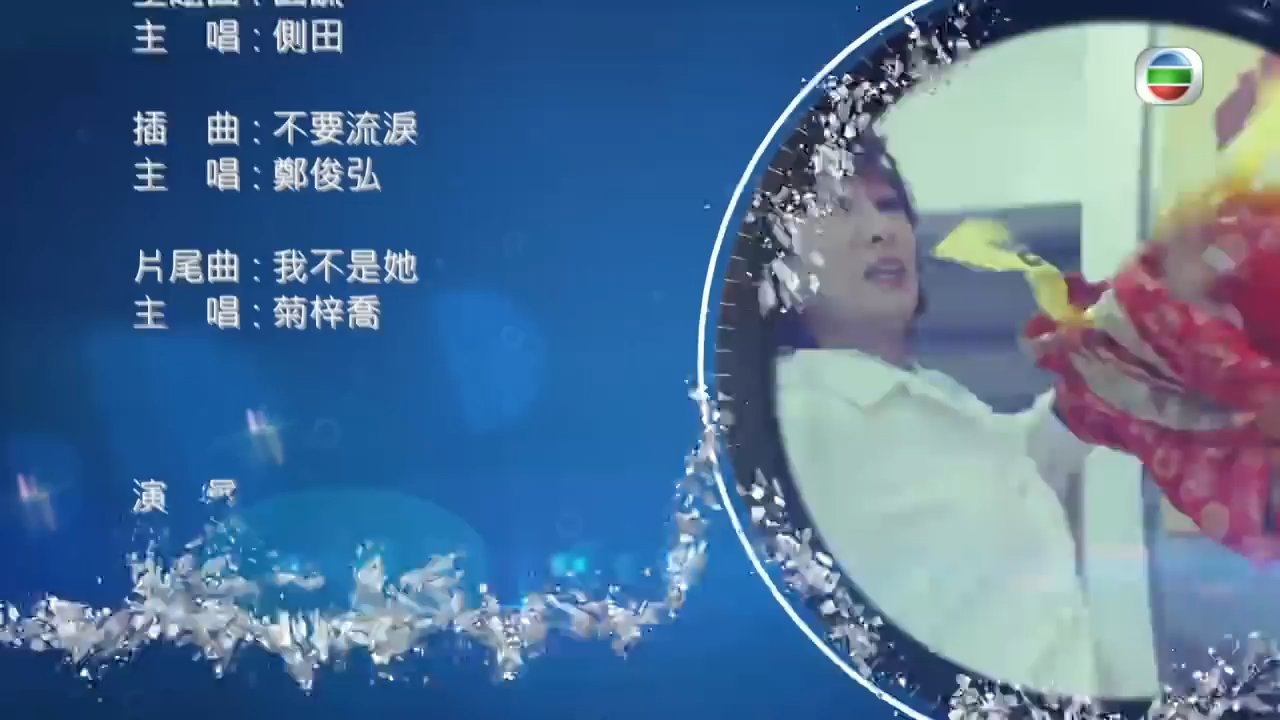 主　唱 : 側田
插　曲 : 不要流淚
主　唱 : 鄭俊弘
片尾曲 : 我不是她
主　唱 : 菊梓喬
演